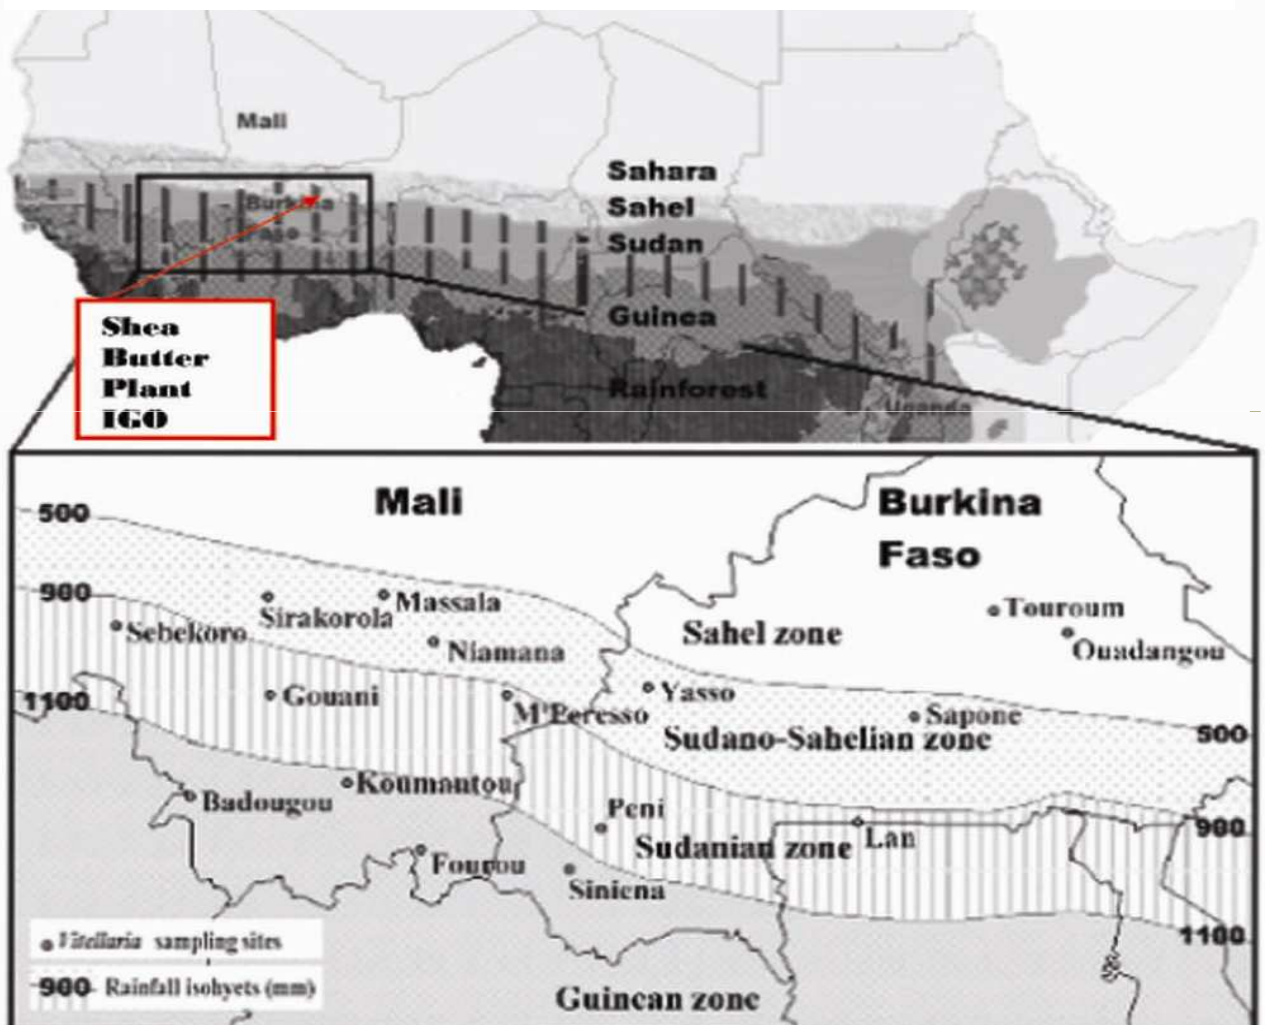 Mali
Sahara
Sahel
Burkina
Sudan
Guinea
Shea
Butter
Plant
IGO
Rainforest
Uganda
Mali
Burkina
Faso
500
900
Massala
Sirakorola
Sebekoro
Touroum
Sahel zone
Niamana
Ouadangou
Gouani
Yasso
1100
M'Peresso
Sapone
Sudano-Sahelian zone
500
Koumantou
Badougou
Peni
Lan
900
Sudanian zone
Fourou
Siniena
Vitellaria sampling sites
1100
900 Rainfall isohyets (mm)
Guinean zone